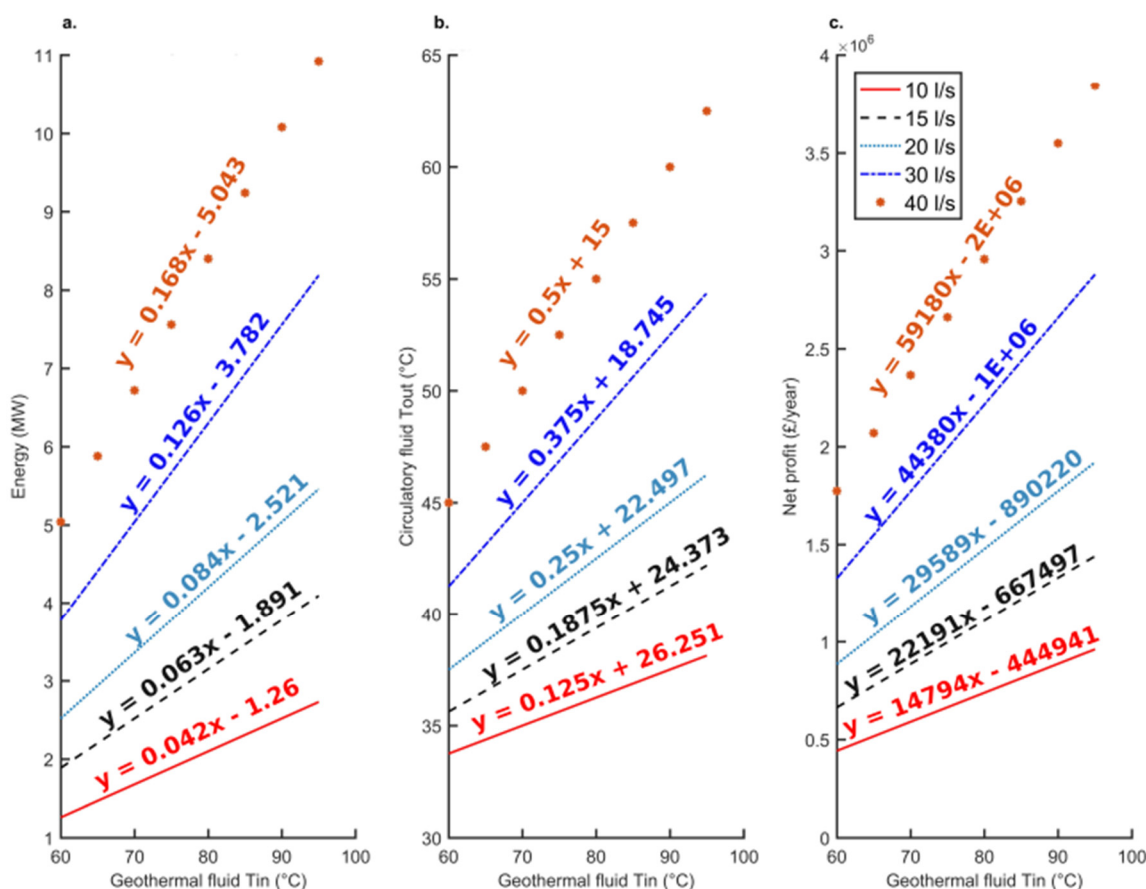 a.
11
10
9
8
7
6
5
4
3
2
1
Energy (MW)
60 70 80 90 100
Geothermal fluid Tin (°C)
y = 0.168x - 5.043
y = 0.126x - 3.782
y = 0.084x - 2.521
y = 0.063x - 1.891
y = 0.042x - 1.26
b.
65
60
55
50
45
40
35
30
Circulatory fluid Tout (°C)
60 70 80 90 100
Geothermal fluid Tin (°C)
y = 0.5x + 15
y = 0.375x + 18.745
y = 0.25x + 22.497
y = 0.1875x + 24.373
y = 0.125x + 26.251
c.
×10⁶
4
3.5
3
2.5
2
1.5
1
0.5
0
Net profit (£/year)
60 70 80 90 100
Geothermal fluid Tin (°C)
10 l/s
15 l/s
20 l/s
30 l/s
40 l/s
y = 59180x - 2E+06
y = 44380x - 1E+06
y = 29589x - 890220
y = 22191x - 667497
y = 14794x - 444941